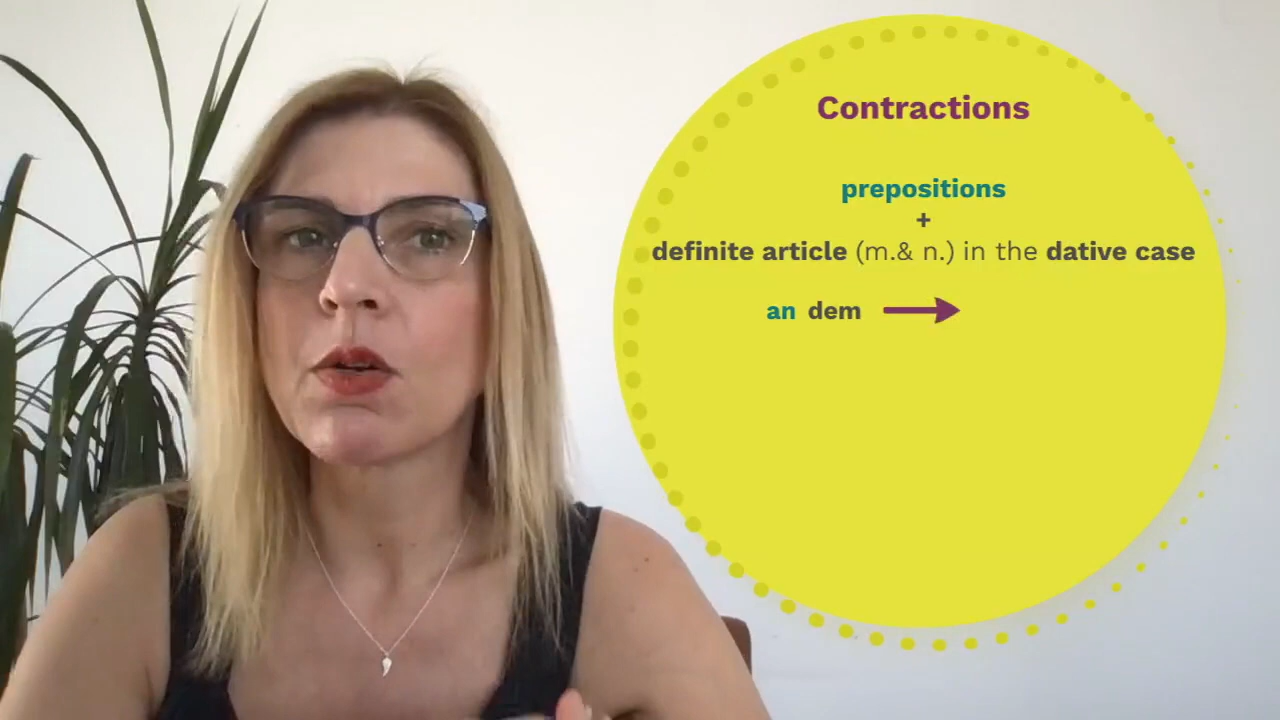 Contractions
prepositions
+
definite article (m.& n.) in the dative case
an dem